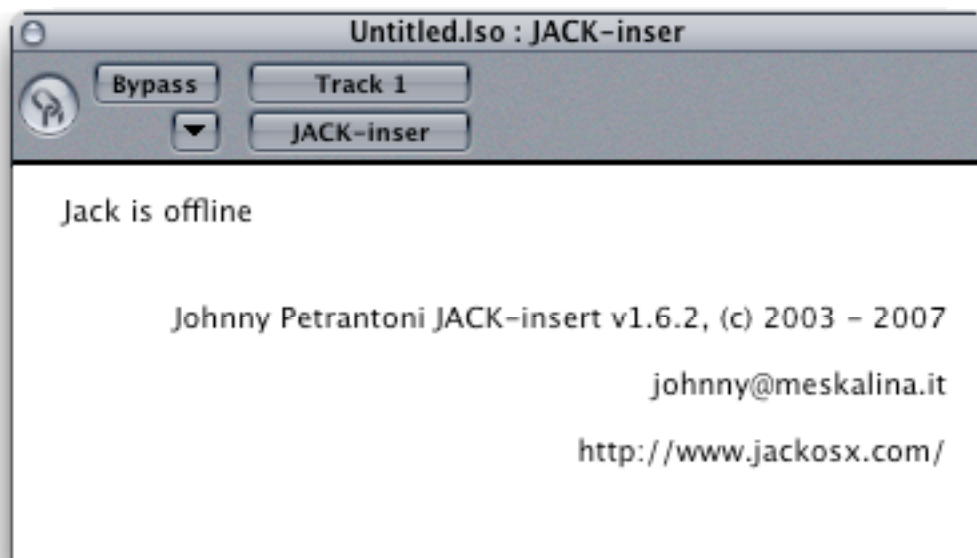 Untitled.lso : JACK-inser
Bypass
Track 1
JACK-inser
Jack is offline
Johnny Petrantoni JACK-insert v1.6.2, (c) 2003 - 2007
johnny@meskalina.it
http://www.jackosx.com/